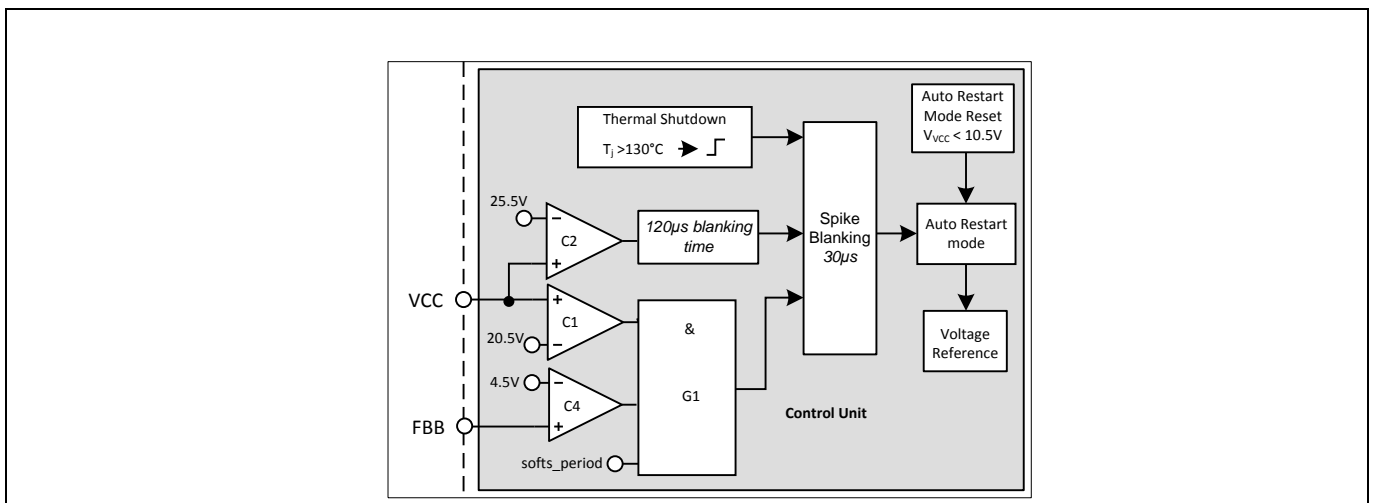 Thermal Shutdown
Tj >130°C
Auto Restart
Mode Reset
VVCC < 10.5V
25.5V
−
C2
+
120µs blanking
time
Spike
Blanking
30µs
Auto Restart
mode
VCC
+
C1
−
20.5V
&
G1
Voltage
Reference
4.5V
−
C4
+
FBB
Control Unit
softs_period